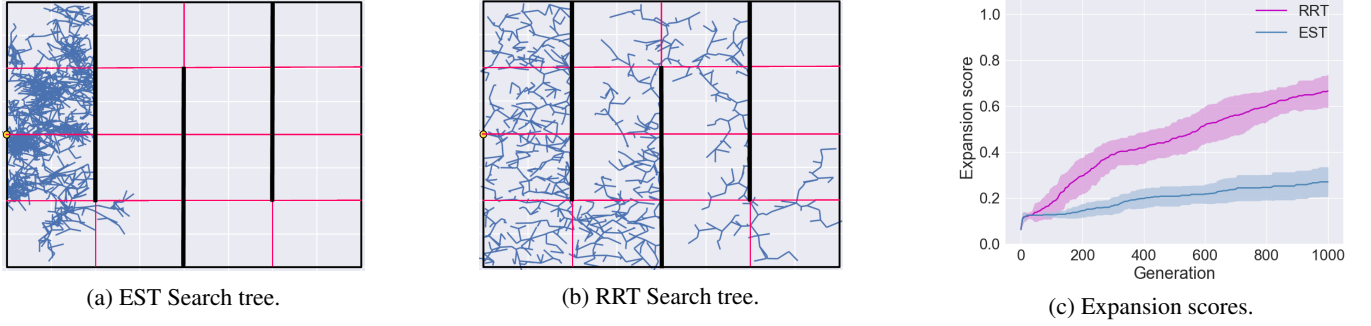 1.0
0.8
0.6
0.4
0.2
0.0
Expansion score
RRT
EST
0 200 400 600 800 1000
Generation
(a) EST Search tree.
(b) RRT Search tree.
(c) Expansion scores.